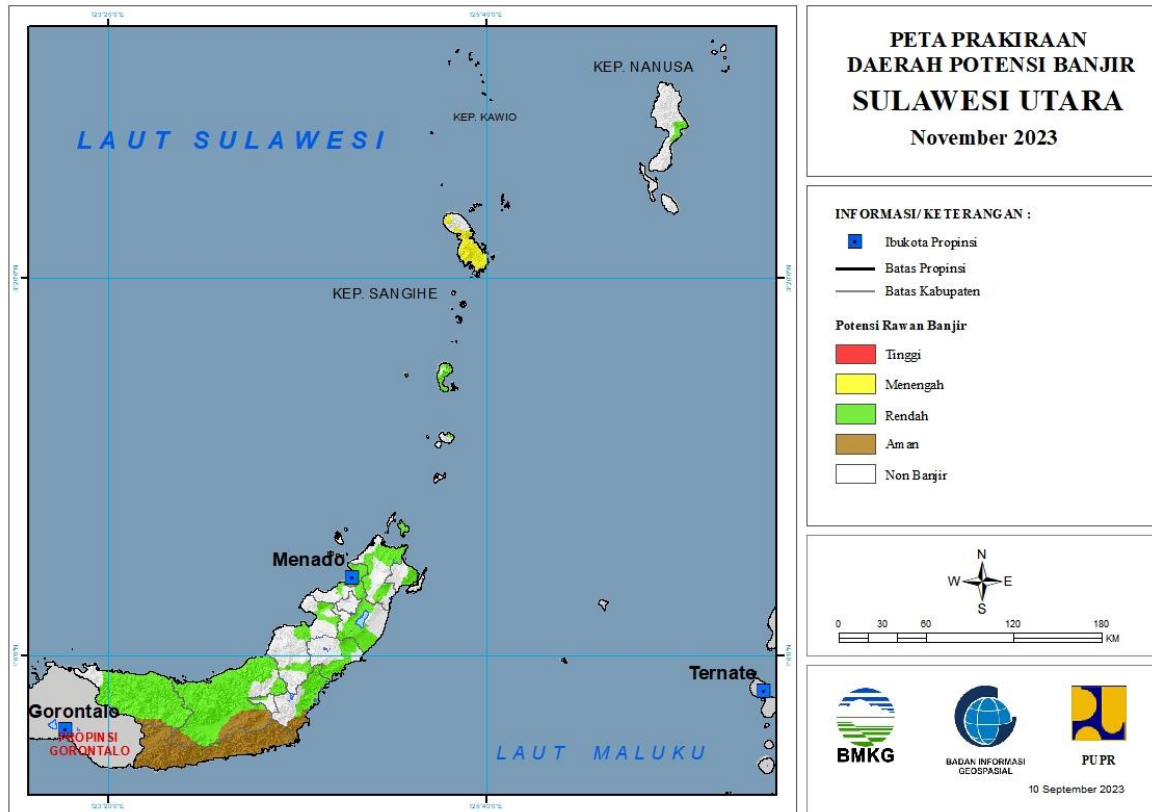 PETA PRAKIRAAN
DAERAH POTENSI BANJIR
SULAWESI UTARA
November 2023
INFORMASI/ KETERANGAN :
Ibukota Propinsi
Batas Propinsi
Batas Kabupaten
Potensi Rawan Banjir
Tinggi
Menengah
Rendah
Aman
Non Banjir
N
W E
S
0 30 60 120 180
KM
BMKG
BADAN INFORMASI
GEOSPASIAL
PUPR
10 September 2023
KEP. NANUSA
KEP. KAWIO
LAUT SULAWESI
KEP. SANGIHE
Menado
Ternate
Gorontalo
PROPINSI
GORONTALO
LAUT MALUKU